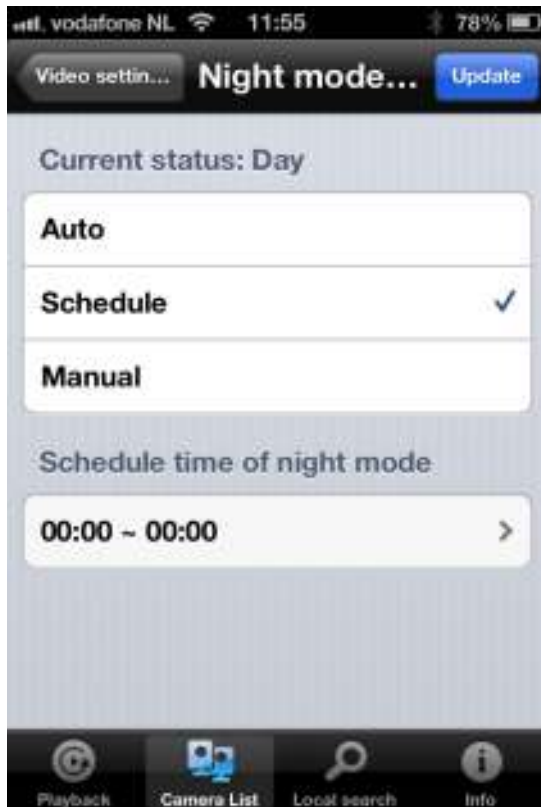 vodafone NL 11:55 78%
Video settin... Night mode... Update
Current status: Day
Auto
Schedule
Manual
Schedule time of night mode
00:00 ~ 00:00
Playback Camera List Local search Info